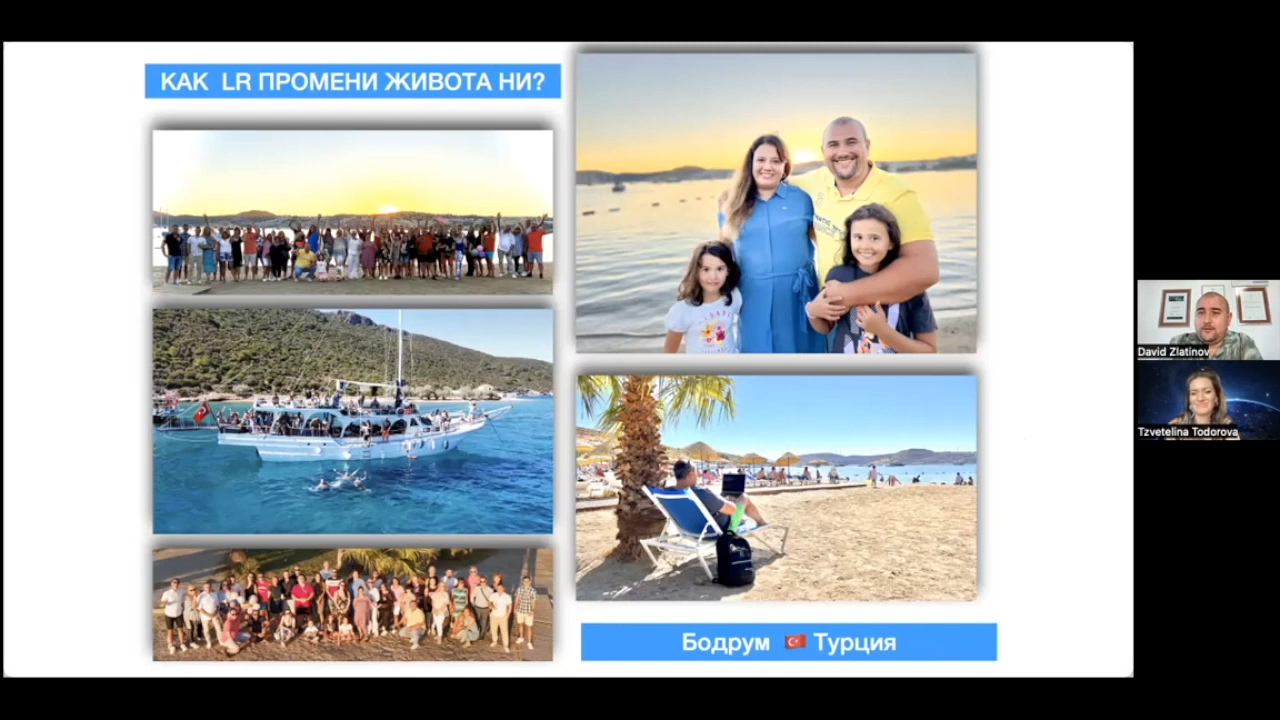 КАК LR ПРОМЕНИ ЖИВОТА НИ?
Бодрум 🇹🇷 Турция
David Zlatinov
Tzvetelina Todorova